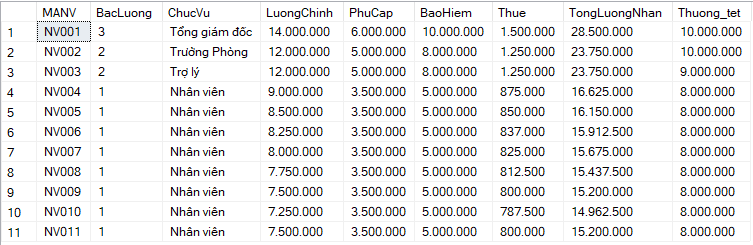 MANV BacLuong ChucVu LuongChinh PhuCap BaoHiem Thue TongLuongNhan Thuong_tet
1 NV001 3 Tổng giám đốc 14.000.000 6.000.000 10.000.000 1.500.000 28.500.000 10.000.000
2 NV002 2 Trưởng Phòng 12.000.000 5.000.000 8.000.000 1.250.000 23.750.000 10.000.000
3 NV003 2 Trợ lý 12.000.000 5.000.000 8.000.000 1.250.000 23.750.000 9.000.000
4 NV004 1 Nhân viên 9.000.000 3.500.000 5.000.000 875.000 16.625.000 8.000.000
5 NV005 1 Nhân viên 8.500.000 3.500.000 5.000.000 850.000 16.150.000 8.000.000
6 NV006 1 Nhân viên 8.250.000 3.500.000 5.000.000 837.000 15.912.500 8.000.000
7 NV007 1 Nhân viên 8.000.000 3.500.000 5.000.000 825.000 15.675.000 8.000.000
8 NV008 1 Nhân viên 7.750.000 3.500.000 5.000.000 812.500 15.437.500 8.000.000
9 NV009 1 Nhân viên 7.500.000 3.500.000 5.000.000 800.000 15.200.000 8.000.000
10 NV010 1 Nhân viên 7.250.000 3.500.000 5.000.000 787.500 14.962.500 8.000.000
11 NV011 1 Nhân viên 7.500.000 3.500.000 5.000.000 800.000 15.200.000 8.000.000